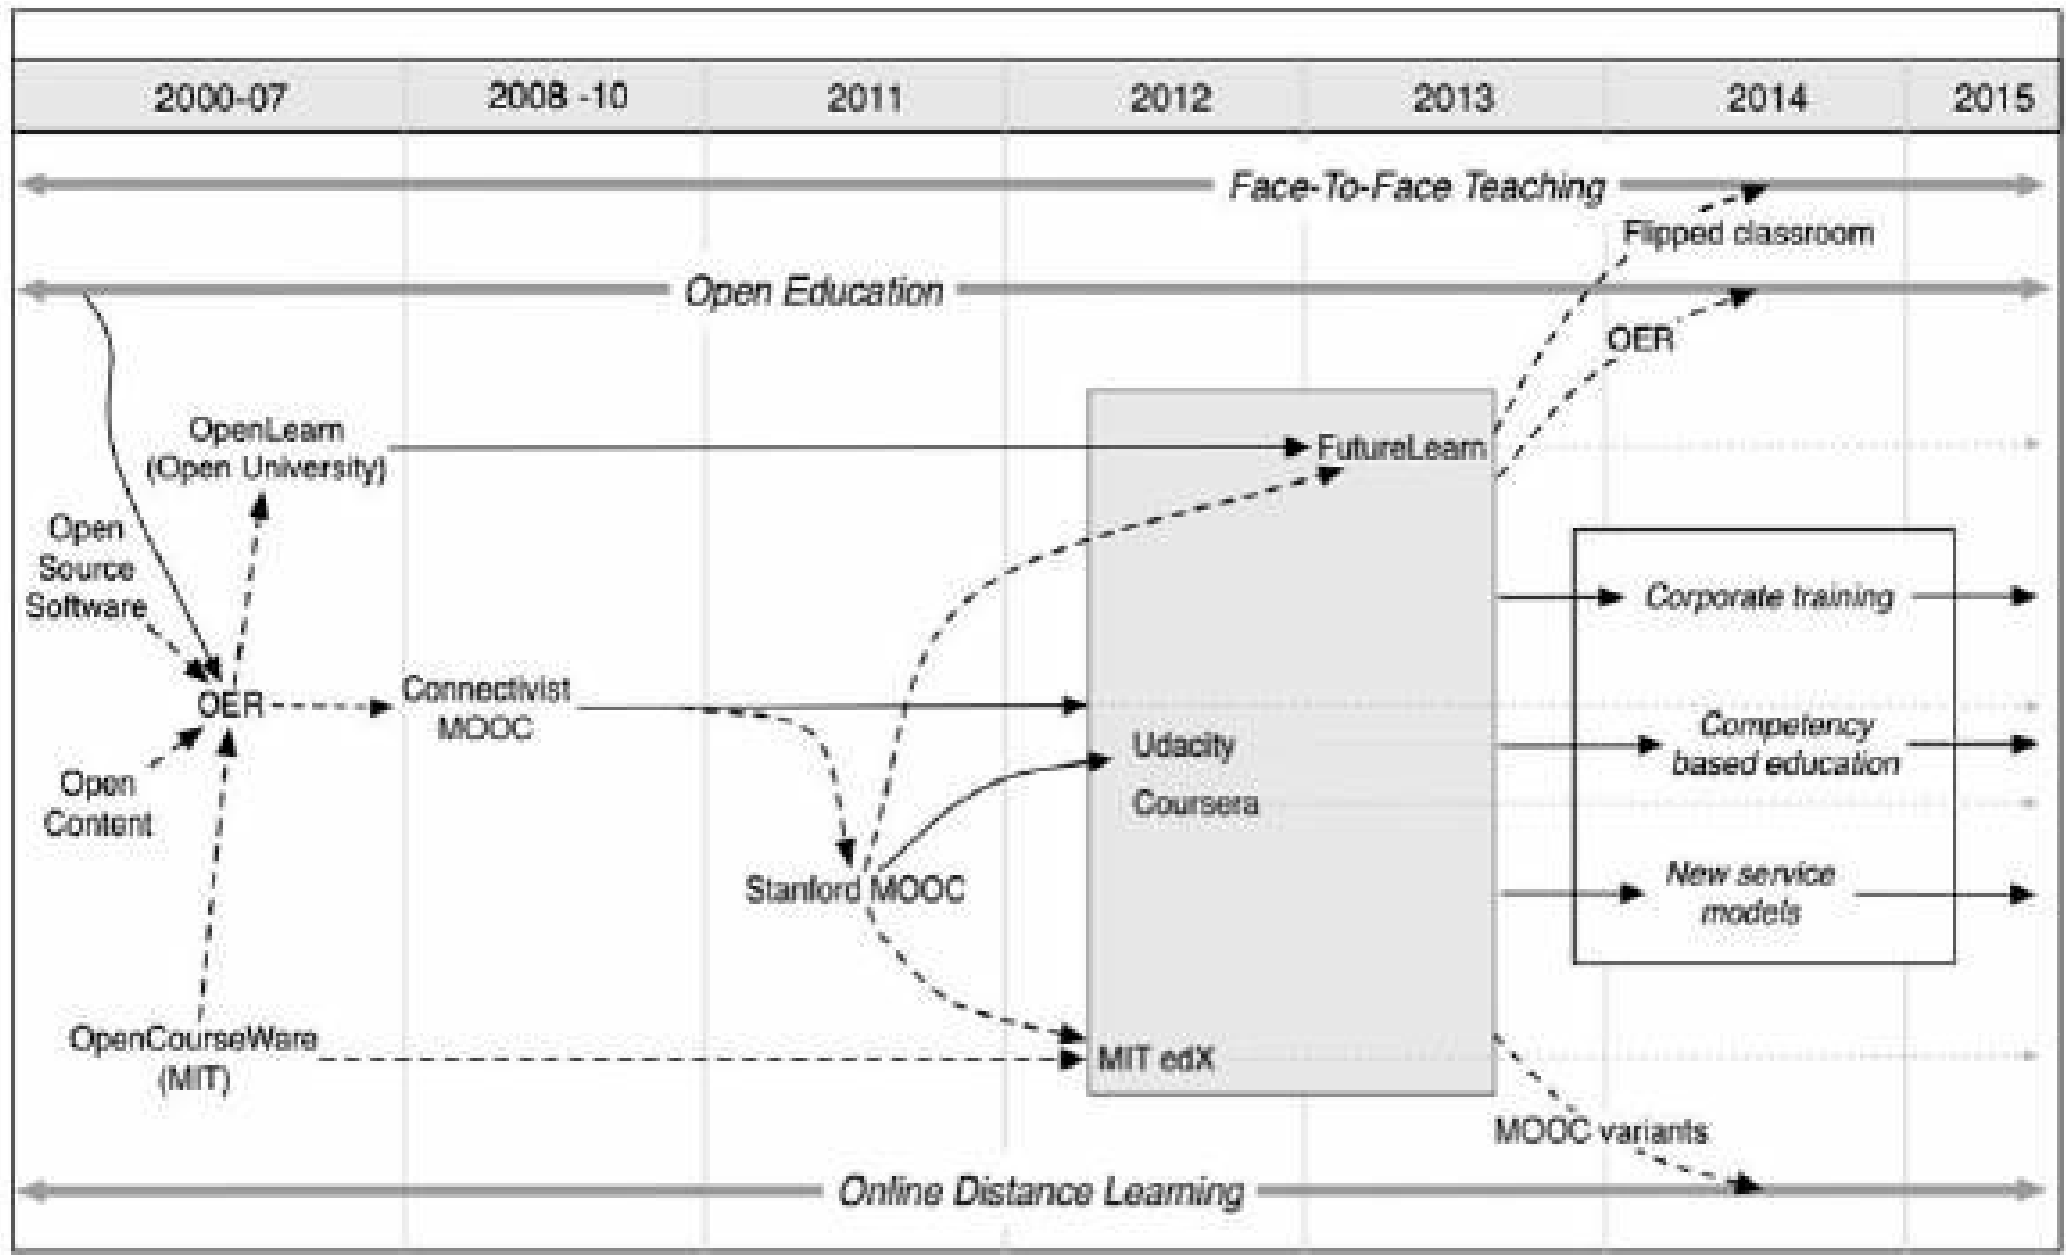 2000-07
2008 -10
2011
2012
2013
2014
2015
Face-To-Face Teaching
Flipped classroom
Open Education
OER
OpenLearn
(Open University)
FutureLearn
Open
Source
Software
Corporate training
OER
Connectivist
MOOC
Udacity
Competency
based education
Open
Content
Coursera
Stanford MOOC
New service
models
OpenCourseWare
(MIT)
MIT edX
MOOC variants
Online Distance Learning